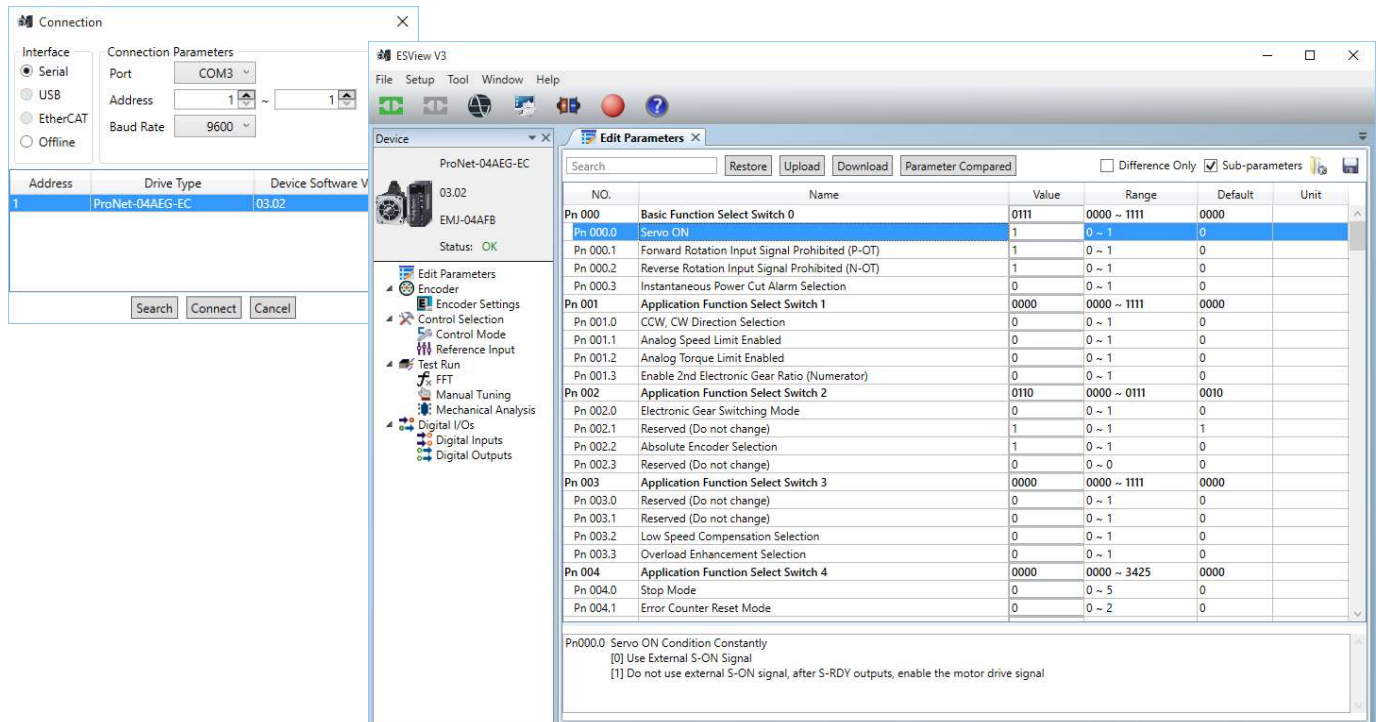 Connection
Interface
Serial
USB
EtherCAT
Offline
Connection Parameters
Port COM3
Address 1 ~ 1
Baud Rate 9600
Address Drive Type Device Software V
1 ProNet-04AEG-EC 03.02
Search Connect Cancel
ESView V3
File Setup Tool Window Help
Device
ProNet-04AEG-EC
03.02
EMJ-04AFB
Status: OK
Edit Parameters
Encoder
Encoder Settings
Control Selection
Control Mode
Reference Input
Test Run
FFT
Manual Tuning
Mechanical Analysis
Digital I/Os
Digital Inputs
Digital Outputs
Edit Parameters
Search Restore Upload Download Parameter Compared Difference Only Sub-parameters
NO. Name Value Range Default Unit
Pn 000 Basic Function Select Switch 0 0111 0000 ~ 1111 0000
Pn 000.0 Servo ON 1 0 ~ 1 0
Pn 000.1 Forward Rotation Input Signal Prohibited (P-OT) 1 0 ~ 1 0
Pn 000.2 Reverse Rotation Input Signal Prohibited (N-OT) 1 0 ~ 1 0
Pn 000.3 Instantaneous Power Cut Alarm Selection 0 0 ~ 1 0
Pn 001 Application Function Select Switch 1 0000 0000 ~ 1111 0000
Pn 001.0 CCW, CW Direction Selection 0 0 ~ 1 0
Pn 001.1 Analog Speed Limit Enabled 0 0 ~ 1 0
Pn 001.2 Analog Torque Limit Enabled 0 0 ~ 1 0
Pn 001.3 Enable 2nd Electronic Gear Ratio (Numerator) 0 0 ~ 1 0
Pn 002 Application Function Select Switch 2 0110 0000 ~ 0111 0010
Pn 002.0 Electronic Gear Switching Mode 0 0 ~ 1 0
Pn 002.1 Reserved (Do not change) 1 0 ~ 1 1
Pn 002.2 Absolute Encoder Selection 1 0 ~ 1 0
Pn 002.3 Reserved (Do not change) 0 0 ~ 0 0
Pn 003 Application Function Select Switch 3 0000 0000 ~ 1111 0000
Pn 003.0 Reserved (Do not change) 0 0 ~ 1 0
Pn 003.1 Reserved (Do not change) 0 0 ~ 1 0
Pn 003.2 Low Speed Compensation Selection 0 0 ~ 1 0
Pn 003.3 Overload Enhancement Selection 0 0 ~ 1 0
Pn 004 Application Function Select Switch 4 0000 0000 ~ 3425 0000
Pn 004.0 Stop Mode 0 0 ~ 5 0
Pn 004.1 Error Counter Reset Mode 0 0 ~ 2 0
Pn000.0 Servo ON Condition Constantly
[0] Use External S-ON Signal
[1] Do not use external S-ON signal, after S-RDY outputs, enable the motor drive signal